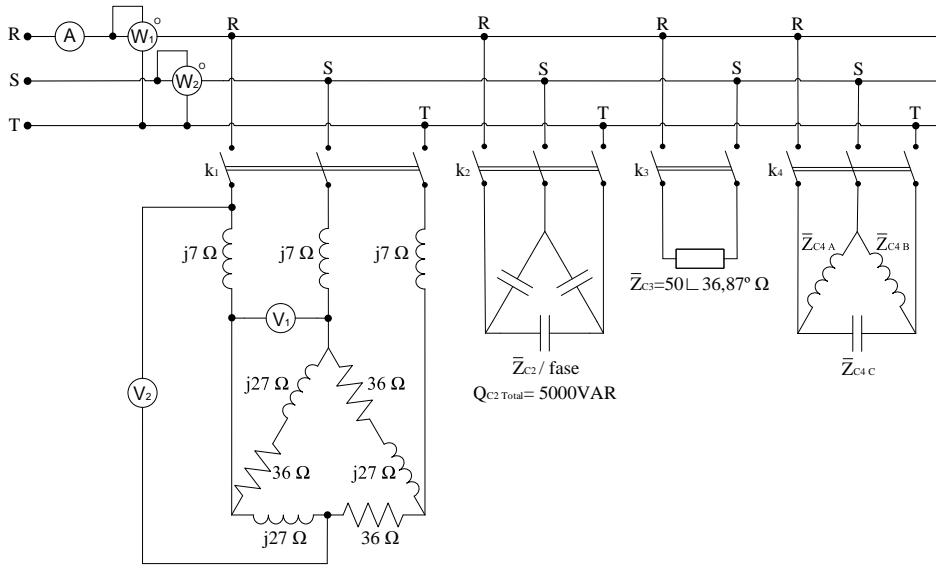 R R R R
R A W1 o
S S S S
S W2 o
T T T
T
k1 k2 k3 k4
j7 Ω j7 Ω j7 Ω
Z̅C4 A Z̅C4 B
Z̅C3=50∟36,87º Ω
V1
j27 Ω 36 Ω
Z̅C2 / fase
Z̅C4 C
V2
QC2 Total= 5000VAR
36 Ω j27 Ω
j27 Ω 36 Ω